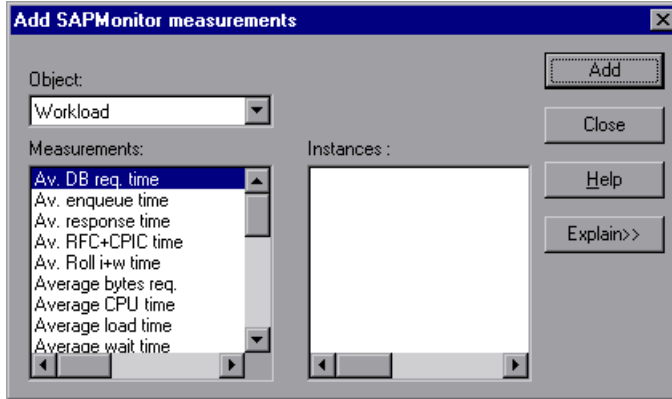 Add SAPMonitor measurements
Object:
Workload
Measurements:
Av. DB req. time
Av. enqueue time
Av. response time
Av. RFC+CPIC time
Av. Roll i+w time
Average bytes req.
Average CPU time
Average load time
Average wait time
Instances :
Add
Close
Help
Explain>>